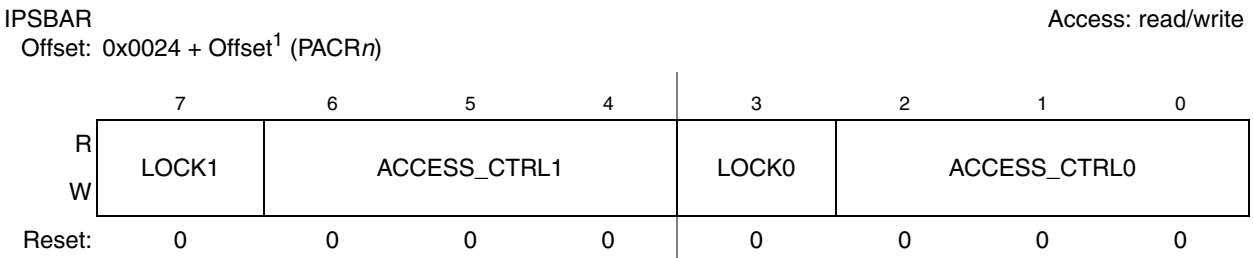 IPSBAR Access: read/write
Offset: 0x0024 + Offset1 (PACRn)
7 6 5 4 3 2 1 0
R
LOCK1 ACCESS_CTRL1 LOCK0 ACCESS_CTRL0
W
Reset: 0 0 0 0 0 0 0 0